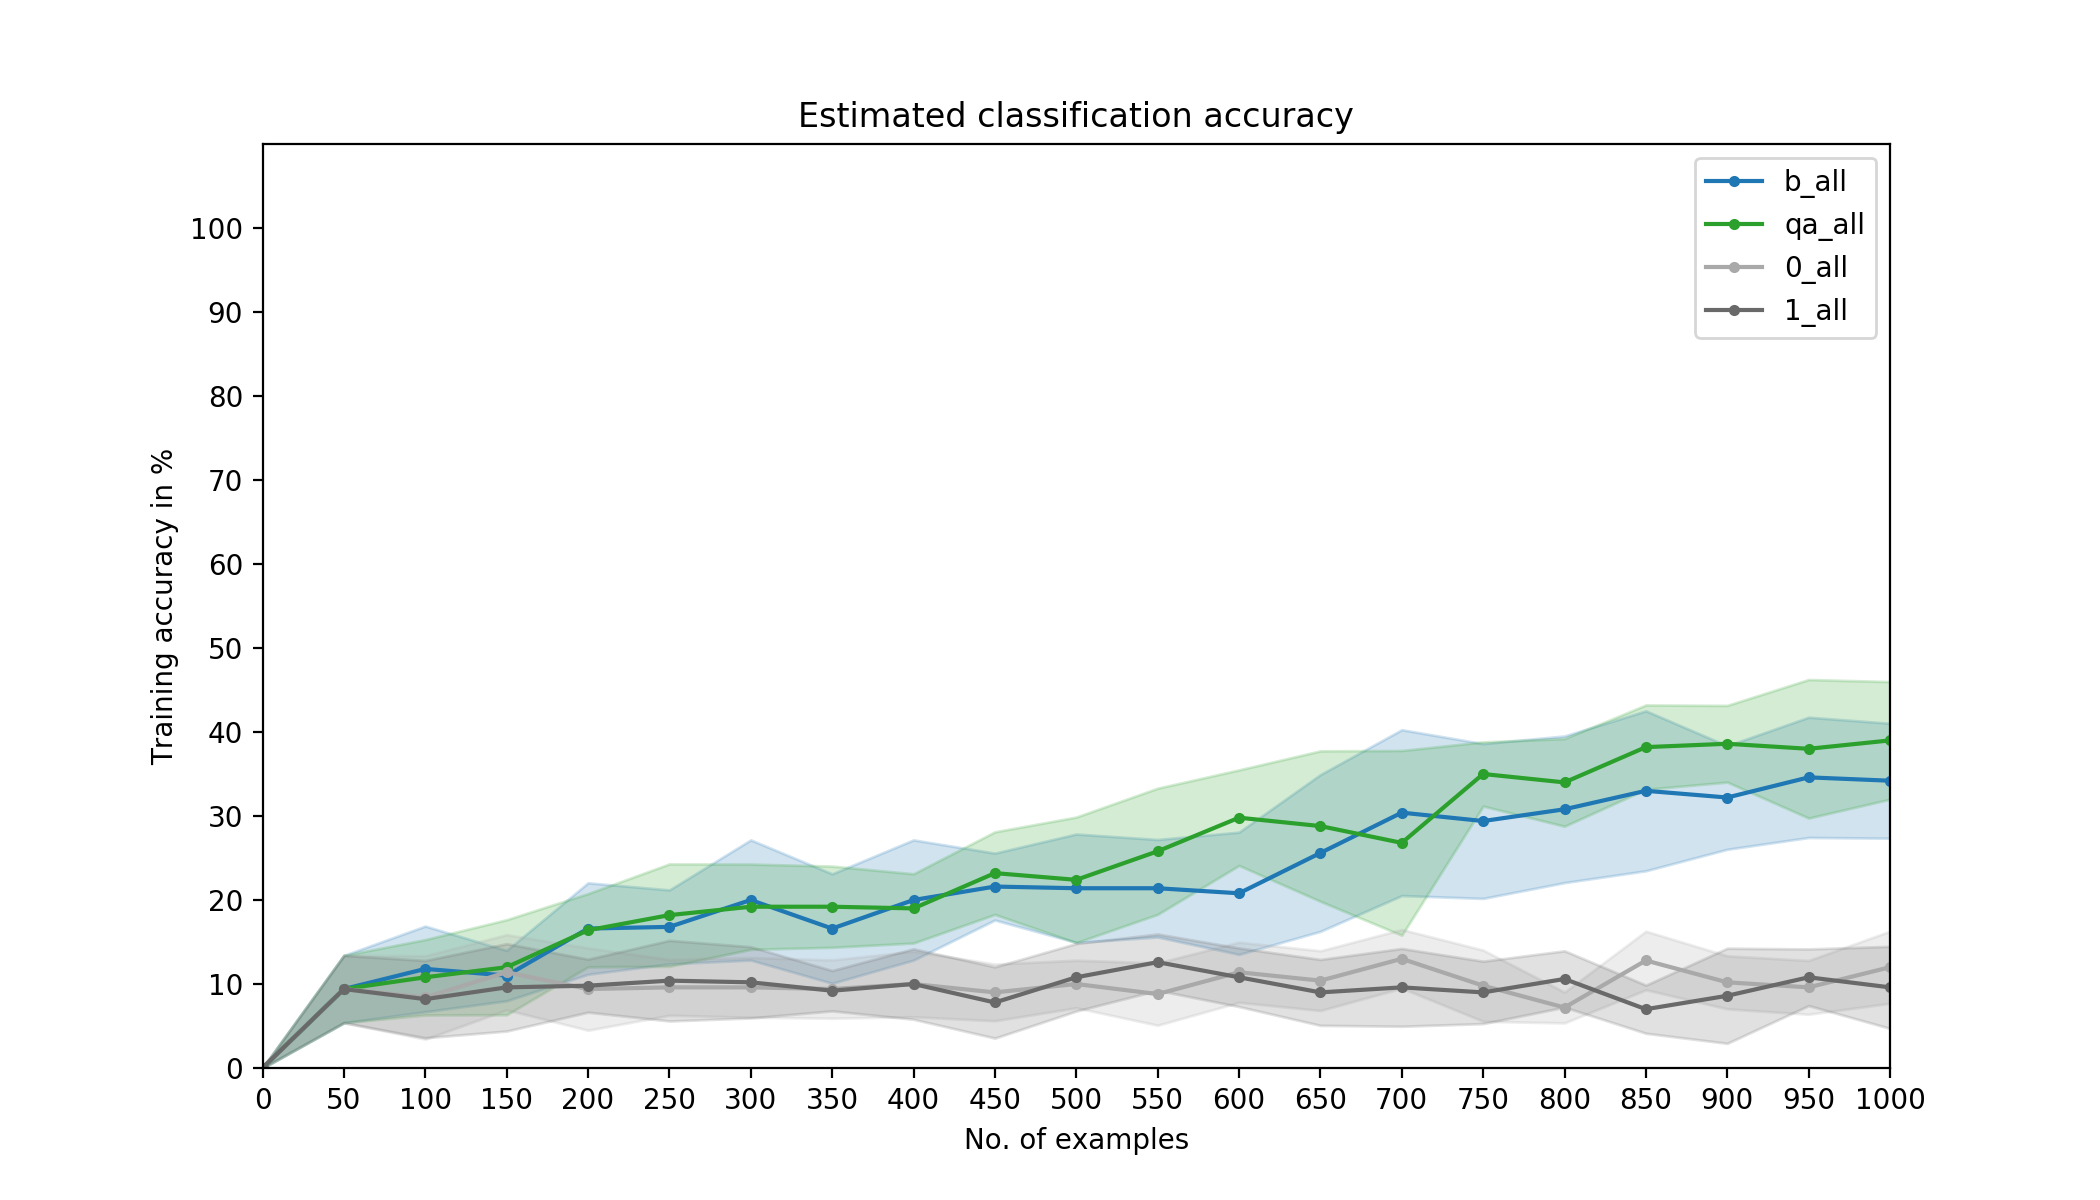 Estimated classification accuracy
b_all
qa_all
0_all
1_all
100
90
80
70
60
50
40
30
20
10
0
Training accuracy in %
0 50 100 150 200 250 300 350 400 450 500 550 600 650 700 750 800 850 900 950 1000
No. of examples